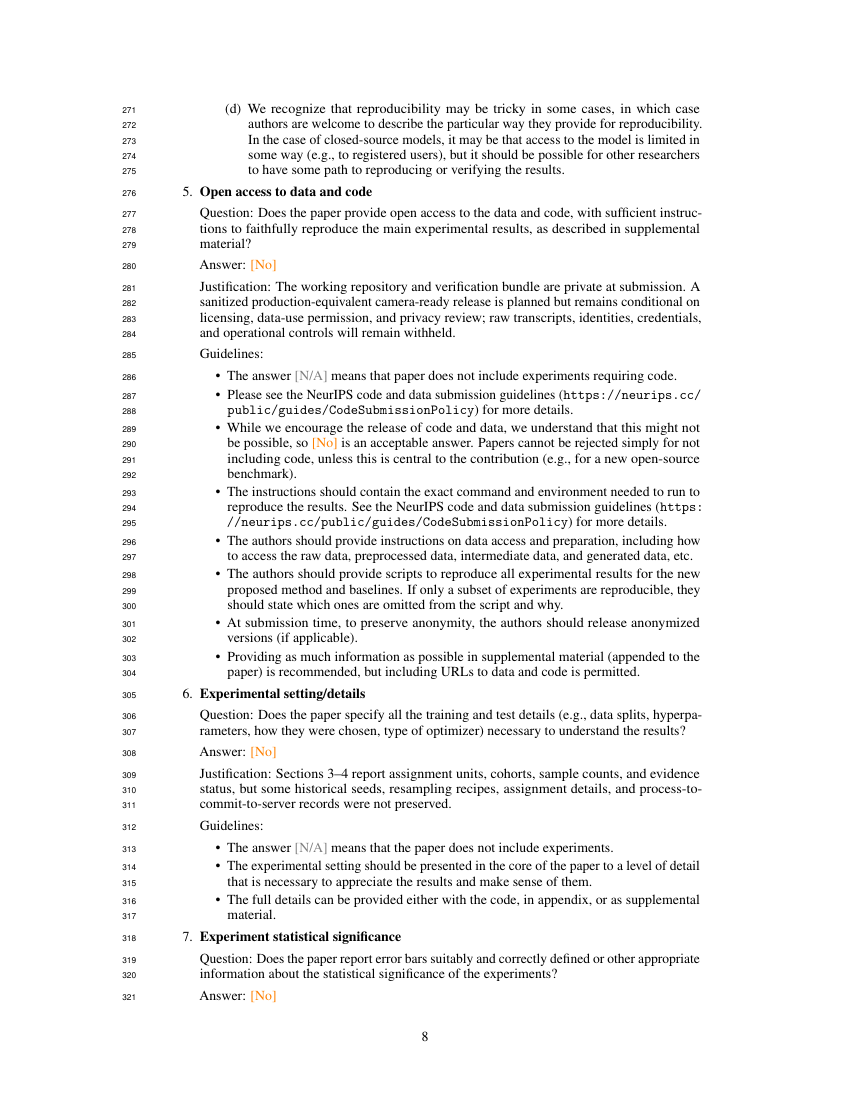 271 (d) We recognize that reproducibility may be tricky in some cases, in which case
272 authors are welcome to describe the particular way they provide for reproducibility.
273 In the case of closed-source models, it may be that access to the model is limited in
274 some way (e.g., to registered users), but it should be possible for other researchers
275 to have some path to reproducing or verifying the results.
276 5. Open access to data and code
277 Question: Does the paper provide open access to the data and code, with sufficient instruc-
278 tions to faithfully reproduce the main experimental results, as described in supplemental
279 material?
280 Answer: [No]
281 Justification: The working repository and verification bundle are private at submission. A
282 sanitized production-equivalent camera-ready release is planned but remains conditional on
283 licensing, data-use permission, and privacy review; raw transcripts, identities, credentials,
284 and operational controls will remain withheld.
285 Guidelines:
286 • The answer [N/A] means that paper does not include experiments requiring code.
287 • Please see the NeurIPS code and data submission guidelines (https://neurips.cc/
288 public/guides/CodeSubmissionPolicy) for more details.
289 • While we encourage the release of code and data, we understand that this might not
290 be possible, so [No] is an acceptable answer. Papers cannot be rejected simply for not
291 including code, unless this is central to the contribution (e.g., for a new open-source
292 benchmark).
293 • The instructions should contain the exact command and environment needed to run to
294 reproduce the results. See the NeurIPS code and data submission guidelines (https:
295 //neurips.cc/public/guides/CodeSubmissionPolicy) for more details.
296 • The authors should provide instructions on data access and preparation, including how
297 to access the raw data, preprocessed data, intermediate data, and generated data, etc.
298 • The authors should provide scripts to reproduce all experimental results for the new
299 proposed method and baselines. If only a subset of experiments are reproducible, they
300 should state which ones are omitted from the script and why.
301 • At submission time, to preserve anonymity, the authors should release anonymized
302 versions (if applicable).
303 • Providing as much information as possible in supplemental material (appended to the
304 paper) is recommended, but including URLs to data and code is permitted.
305 6. Experimental setting/details
306 Question: Does the paper specify all the training and test details (e.g., data splits, hyperpa-
307 rameters, how they were chosen, type of optimizer) necessary to understand the results?
308 Answer: [No]
309 Justification: Sections 3–4 report assignment units, cohorts, sample counts, and evidence
310 status, but some historical seeds, resampling recipes, assignment details, and process-to-
311 commit-to-server records were not preserved.
312 Guidelines:
313 • The answer [N/A] means that the paper does not include experiments.
314 • The experimental setting should be presented in the core of the paper to a level of detail
315 that is necessary to appreciate the results and make sense of them.
316 • The full details can be provided either with the code, in appendix, or as supplemental
317 material.
318 7. Experiment statistical significance
319 Question: Does the paper report error bars suitably and correctly defined or other appropriate
320 information about the statistical significance of the experiments?
321 Answer: [No]
8